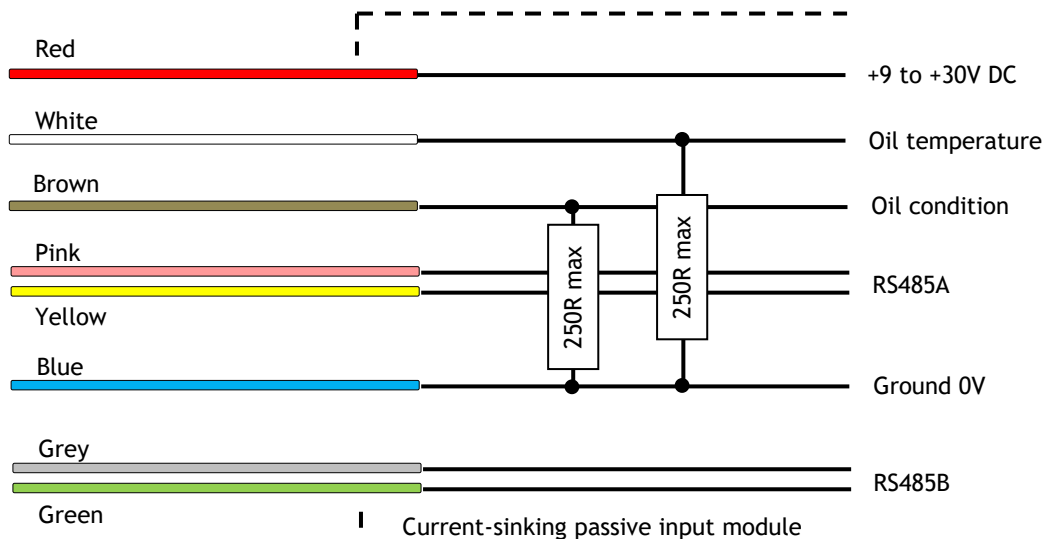 Red
+9 to +30V DC
White
Oil temperature
Brown
Oil condition
Pink
RS485A
Yellow
250R max
250R max
Blue
Ground 0V
Grey
RS485B
Green
Current-sinking passive input module